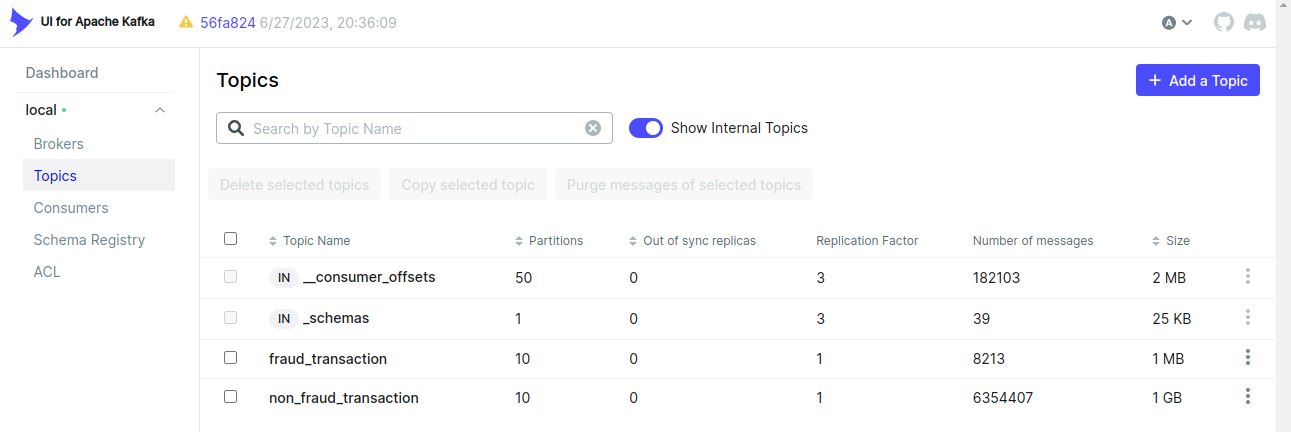 UI for Apache Kafka 56fa824 6/27/2023, 20:36:09 A
Dashboard
local
Brokers
Topics
Consumers
Schema Registry
ACL
Topics
Add a Topic
Search by Topic Name
Show Internal Topics
Delete selected topics Copy selected topic Purge messages of selected topics
Topic Name Partitions Out of sync replicas Replication Factor Number of messages Size
IN __consumer_offsets 50 0 3 182103 2 MB
IN _schemas 1 0 3 39 25 KB
fraud_transaction 10 0 1 8213 1 MB
non_fraud_transaction 10 0 1 6354407 1 GB